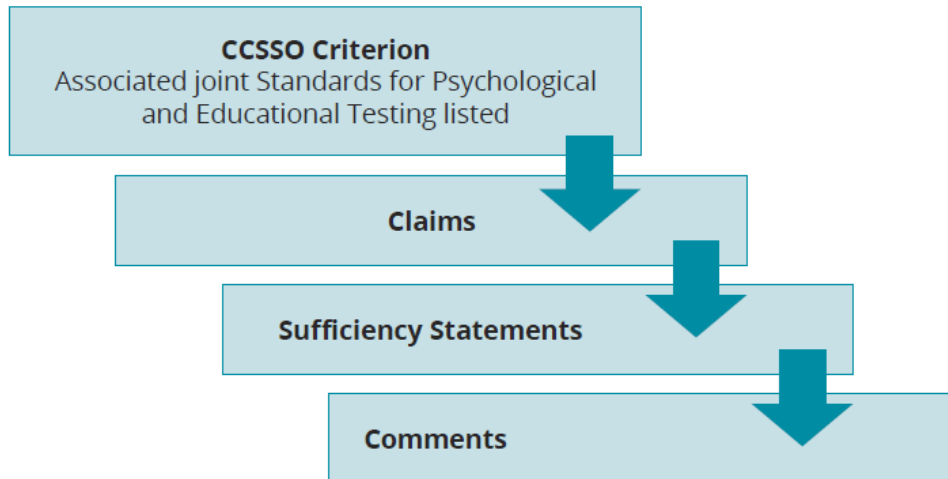 CCSSO Criterion
Associated joint Standards for Psychological
and Educational Testing listed
Claims
Sufficiency Statements
Comments